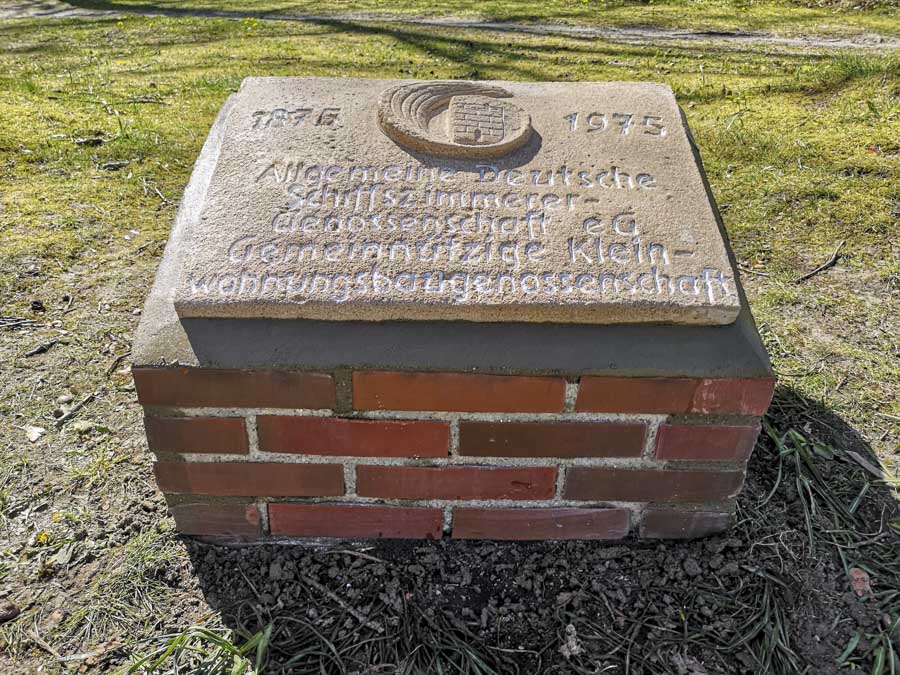 1875 1975
Allgemeine Deutsche
Schiffszimmerer-
Genossenschaft eG
Gemeinnützige Klein-
wohnungsbaugenossenschaft